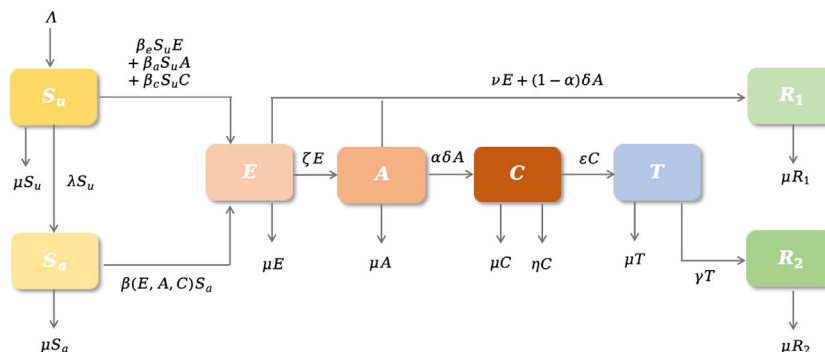 Λ
β_e S_u E
+ β_a S_u A
+ β_c S_u C
νE + (1 − α)δA
S_u
R_1
μS_u
λS_u
E
ζE
A
αδA
C
εC
T
μR_1
S_a
β(E, A, C)S_a
μE
μA
μC
ηC
μT
γT
R_2
μS_a
μR_2